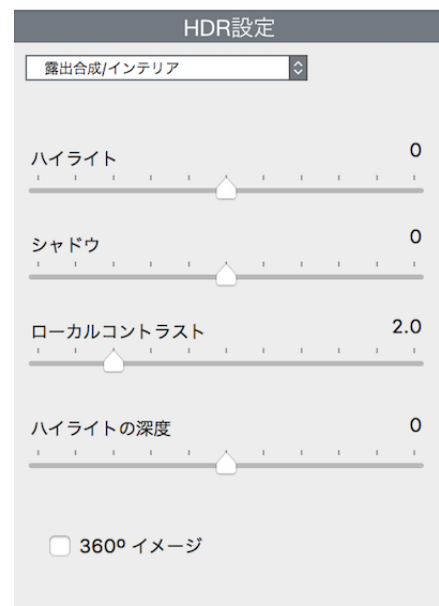 HDR設定
露出合成/インテリア
ハイライト 0
シャドウ 0
ローカルコントラスト 2.0
ハイライトの深度 0
360º イメージ